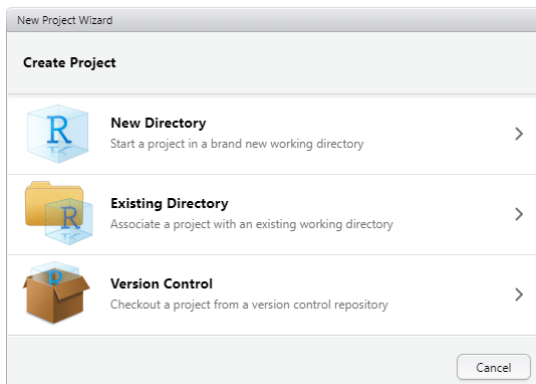 New Project Wizard
Create Project
New Directory
Start a project in a brand new working directory
Existing Directory
Associate a project with an existing working directory
Version Control
Checkout a project from a version control repository
Cancel